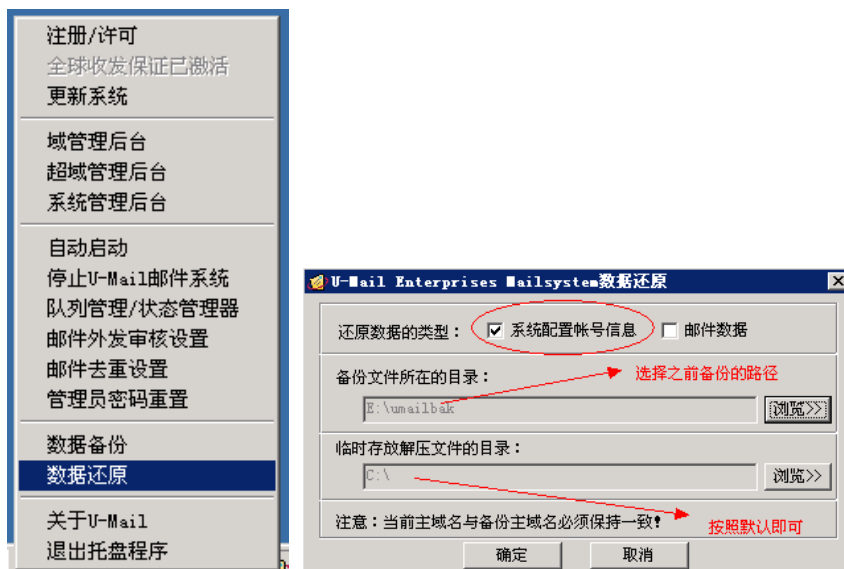 注册/许可
全球收发保证已激活
更新系统
域管理后台
超域管理后台
系统管理后台
自动启动
停止U-Mail邮件系统
队列管理/状态管理器
邮件外发审核设置
邮件去重设置
管理员密码重置
数据备份
数据还原
关于U-Mail
退出托盘程序
U-Mail Enterprises Mailsystem数据还原
还原数据的类型： 系统配置帐号信息 邮件数据
备份文件所在的目录： 选择之前备份的路径
E:\umailbak 浏览>>
临时存放解压文件的目录：
C:\ 浏览>>
注意：当前主域名与备份主域名必须保持一致! 按照默认即可
确定 取消